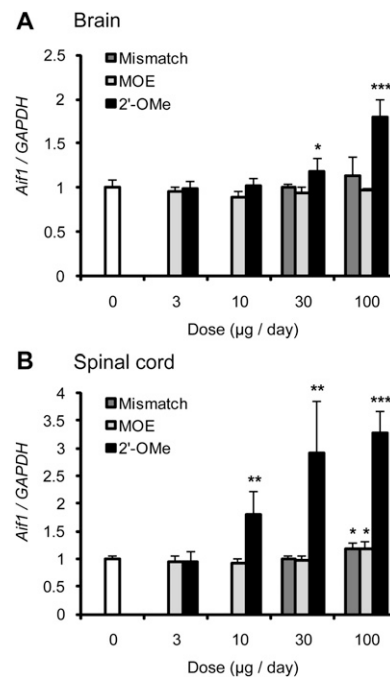 A Brain
2.5
Mismatch
MOE
2'-OMe
***
2
1.5
*
1
0.5
0
Aif1 / GAPDH
0 3 10 30 100
Dose (µg / day)
B Spinal cord
4
Mismatch
MOE
2'-OMe
** ***
3.5
3
2.5
**
2
1.5
* *
1
0.5
0
Aif1 / GAPDH
0 3 10 30 100
Dose (µg / day)